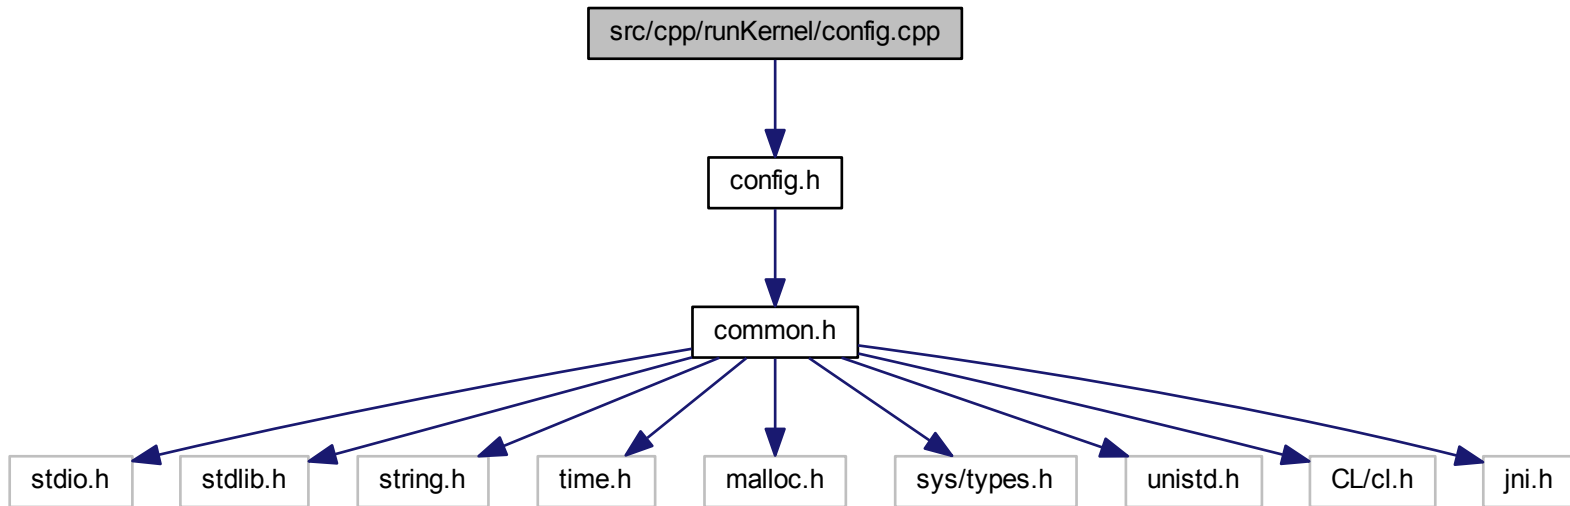 src/cpp/runKernel/config.cpp
config.h
common.h
stdio.h
stdlib.h
string.h
time.h
malloc.h
sys/types.h
unistd.h
CL/cl.h
jni.h